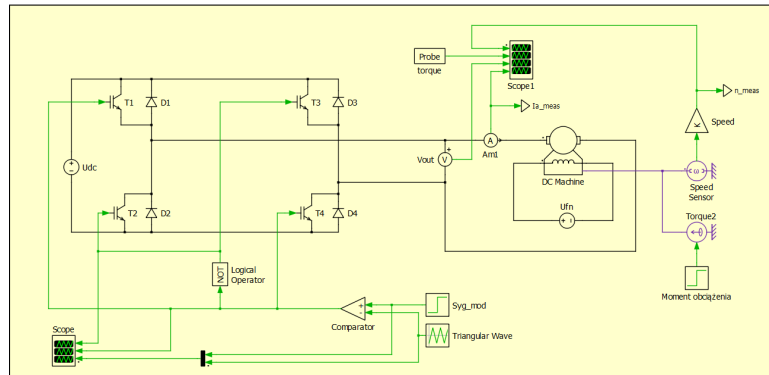 Probe
torque
Scope1
T1
D1
T3
D3
Ia_meas
n_meas
K
Speed
Udc
Vout
V
A
Am1
DC Machine
ω
Speed
Sensor
T2
D2
T4
D4
Ufn
Torque2
NOT
Logical
Operator
Moment obciążenia
Comparator
Syg_mod
Triangular Wave
Scope